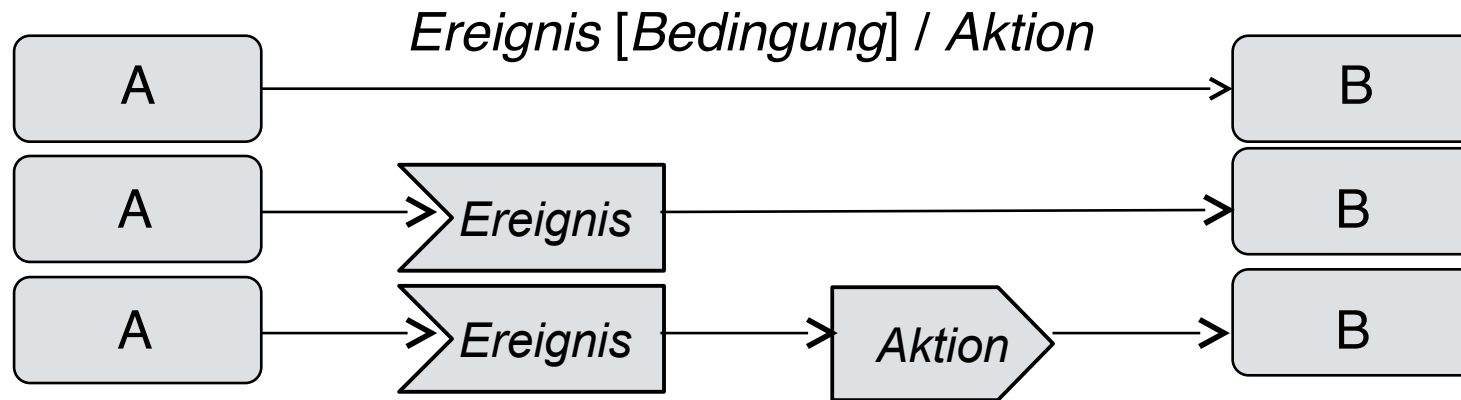 Ereignis [Bedingung] / Aktion
A B
A Ereignis B
A Ereignis Aktion B